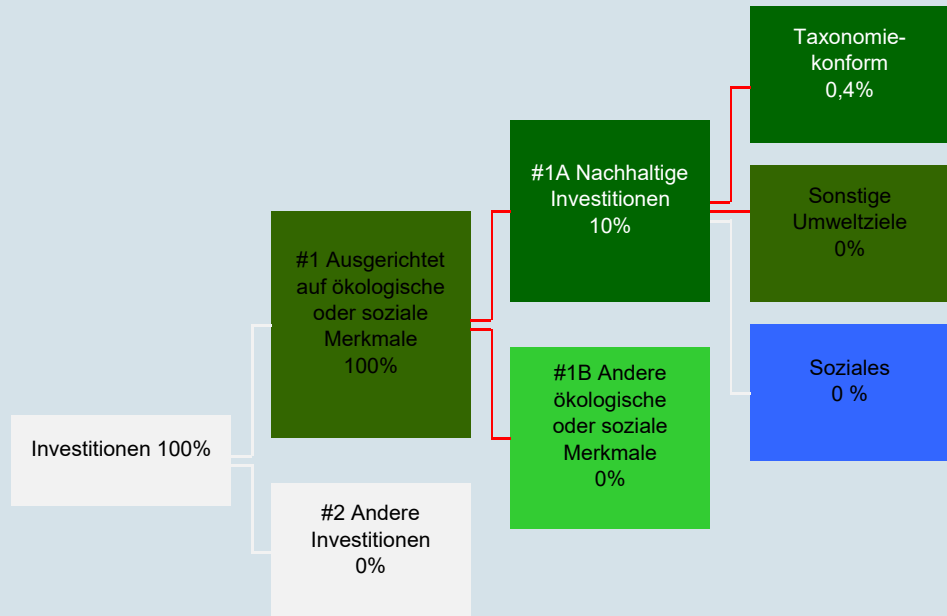 Investitionen 100%
#1 Ausgerichtet
auf ökologische
oder soziale
Merkmale
100%
#2 Andere
Investitionen
0%
#1A Nachhaltige
Investitionen
10%
#1B Andere
ökologische
oder soziale
Merkmale
0%
Taxonomie-
konform
0,4%
Sonstige
Umweltziele
0%
Soziales
0 %